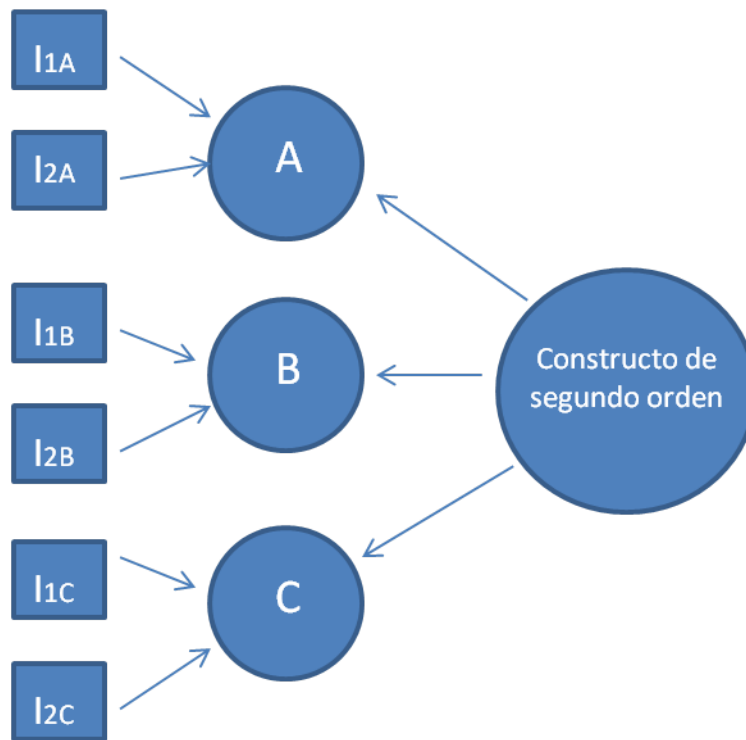 I1A
I2A
A
I1B
I2B
B
Constructo de
segundo orden
I1C
I2C
C